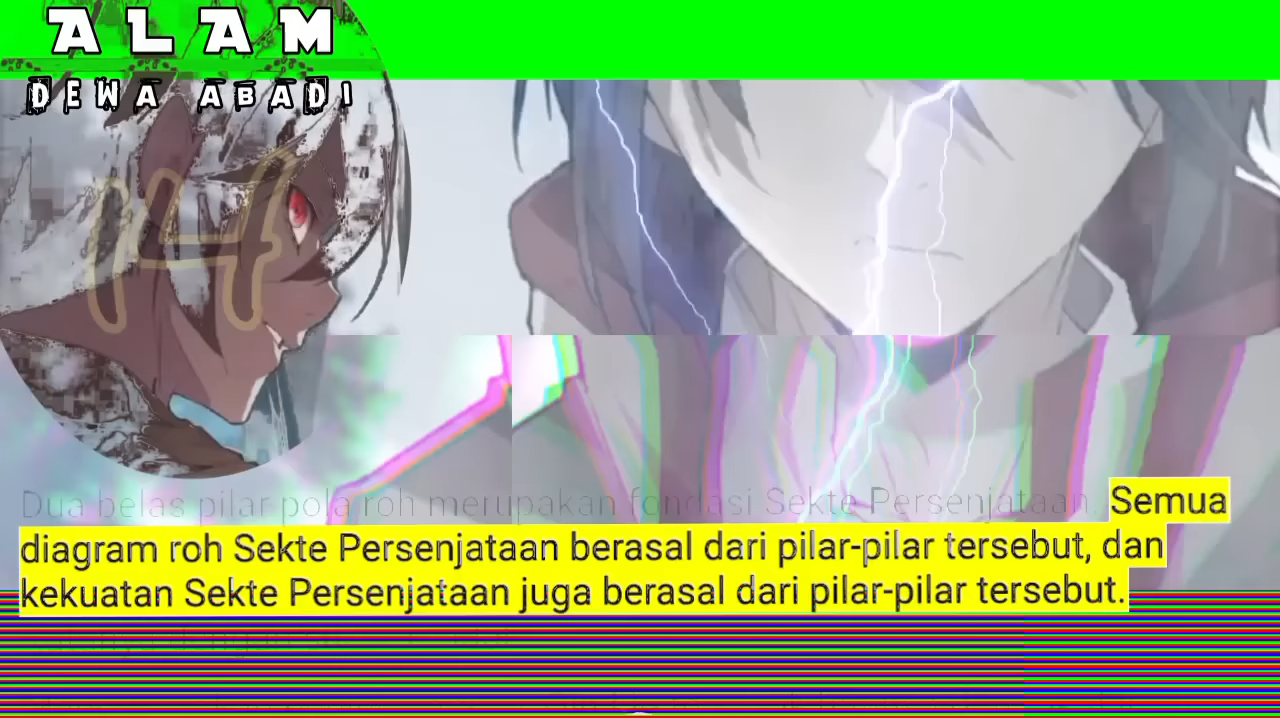 ALAM
DEWA ABADI
14
Dua belas pilar pola roh merupakan fondasi Sekte Persenjataan. Semua
diagram roh Sekte Persenjataan berasal dari pilar-pilar tersebut, dan
kekuatan Sekte Persenjataan juga berasal dari pilar-pilar tersebut.